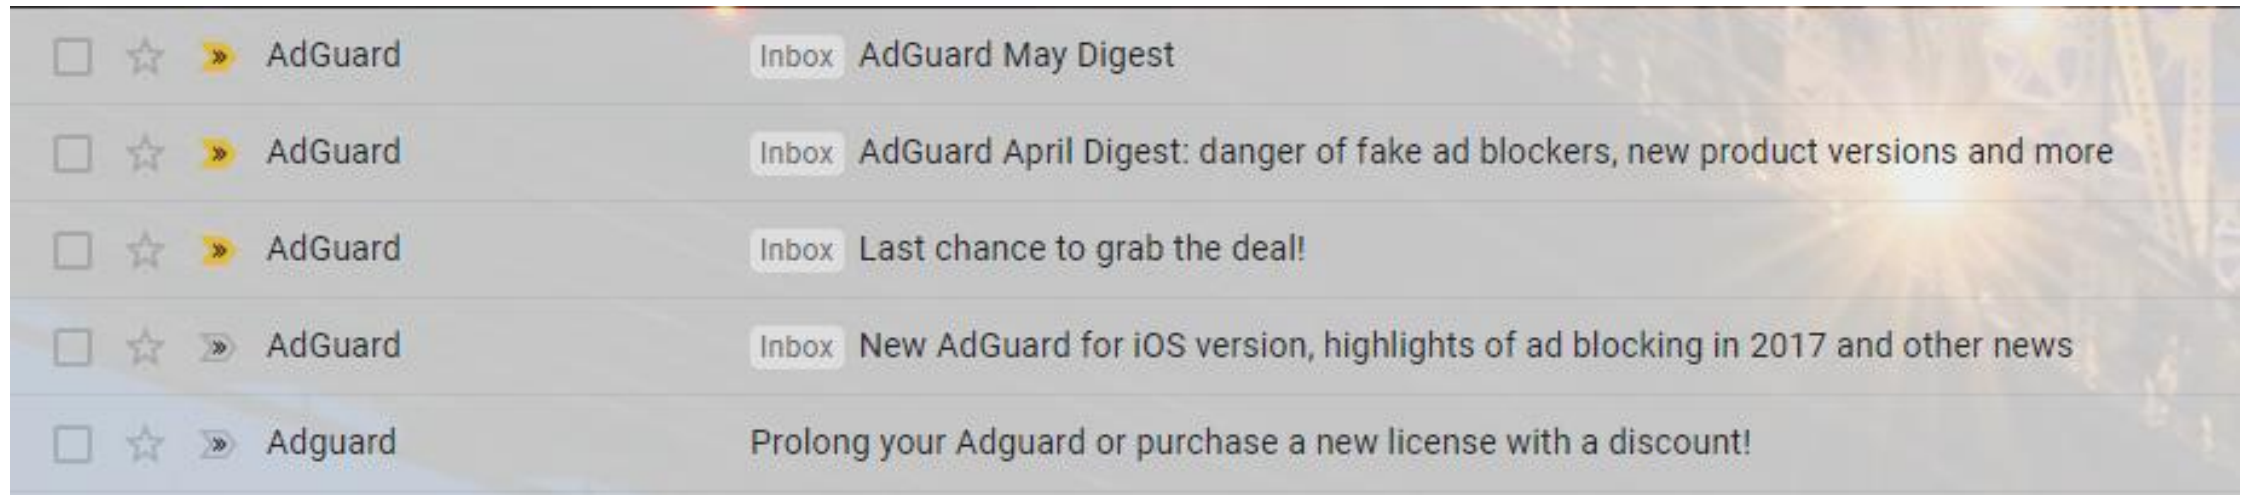 AdGuard Inbox AdGuard May Digest
AdGuard Inbox AdGuard April Digest: danger of fake ad blockers, new product versions and more
AdGuard Inbox Last chance to grab the deal!
AdGuard Inbox New AdGuard for iOS version, highlights of ad blocking in 2017 and other news
Adguard Prolong your Adguard or purchase a new license with a discount!